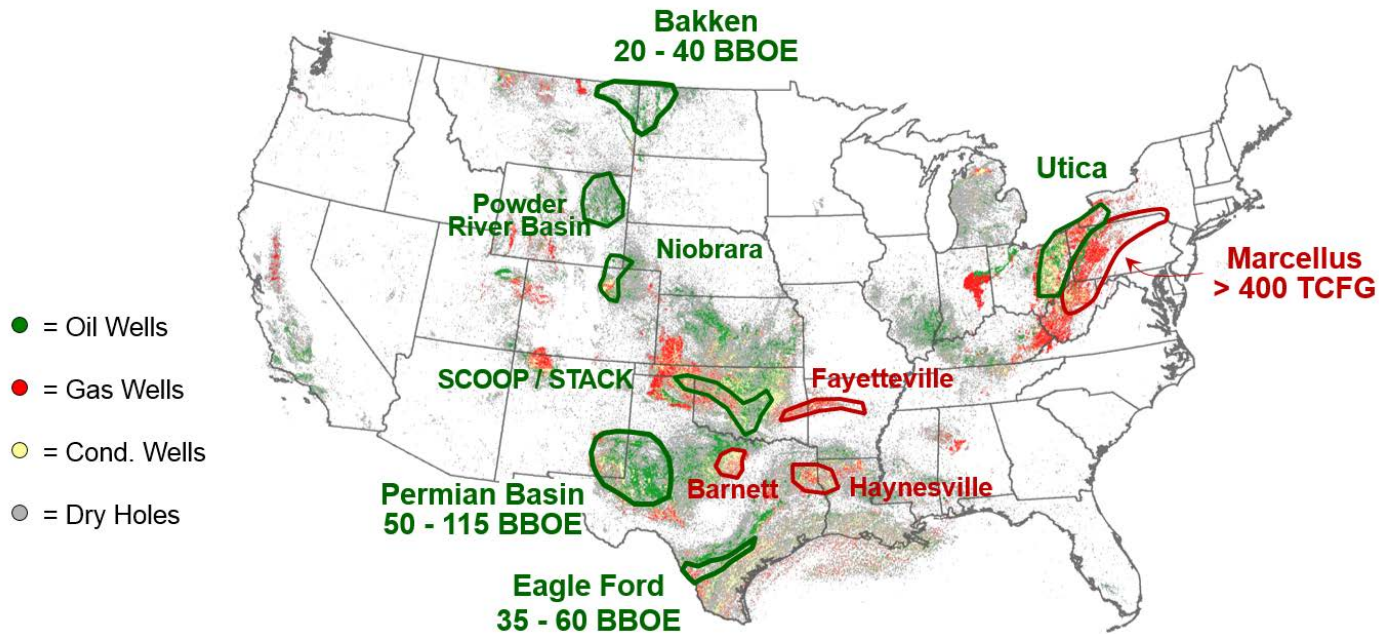 Bakken
20 - 40 BBOE
Utica
Powder
River Basin
Niobrara
Marcellus
> 400 TCFG
= Oil Wells
= Gas Wells
= Cond. Wells
= Dry Holes
SCOOP / STACK
Fayetteville
Barnett
Haynesville
Permian Basin
50 - 115 BBOE
Eagle Ford
35 - 60 BBOE